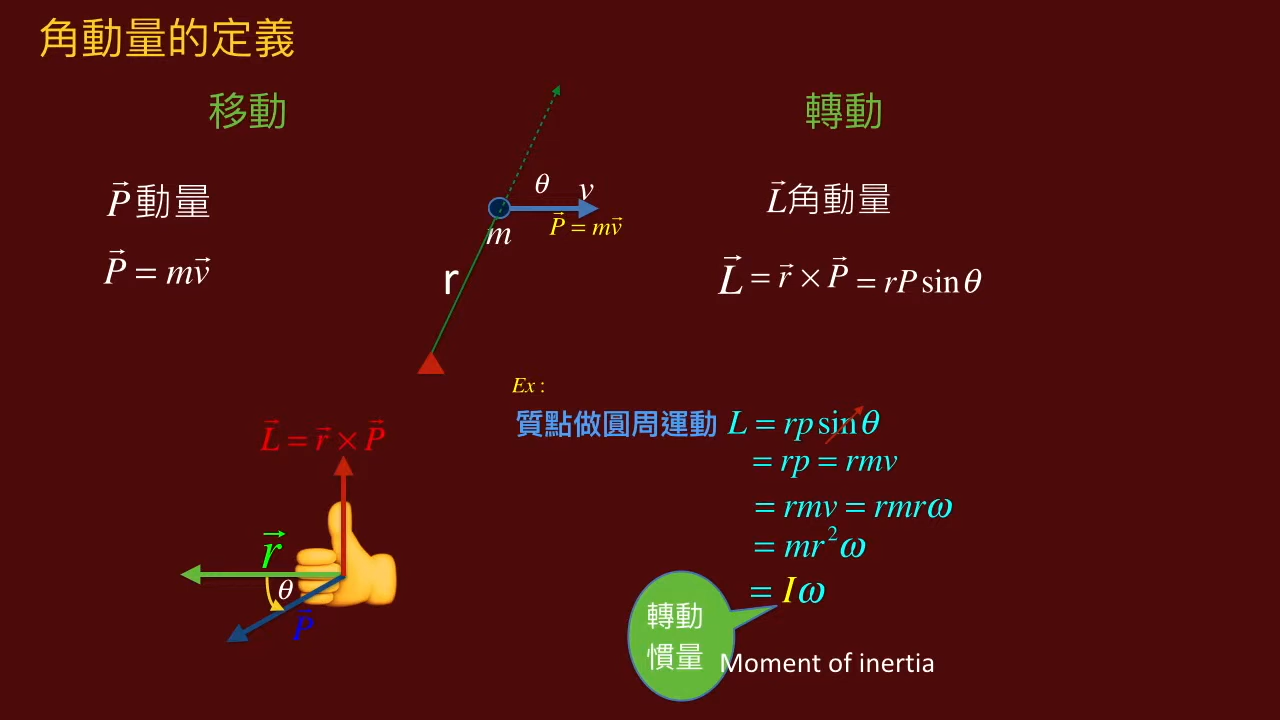 角動量的定義
移動
轉動
P⃗動量
P⃗ = mv⃗
θ
v
P⃗ = mv⃗
m
r
L⃗角動量
L⃗ = r⃗ × P⃗ = rP sinθ
Ex :
質點做圓周運動 L = rp sinθ
= rp = rmv
= rmv = rmrω
= mr²ω
= Iω
L⃗ = r⃗ × P⃗
r⃗
θ
P⃗
轉動
慣量
Moment of inertia